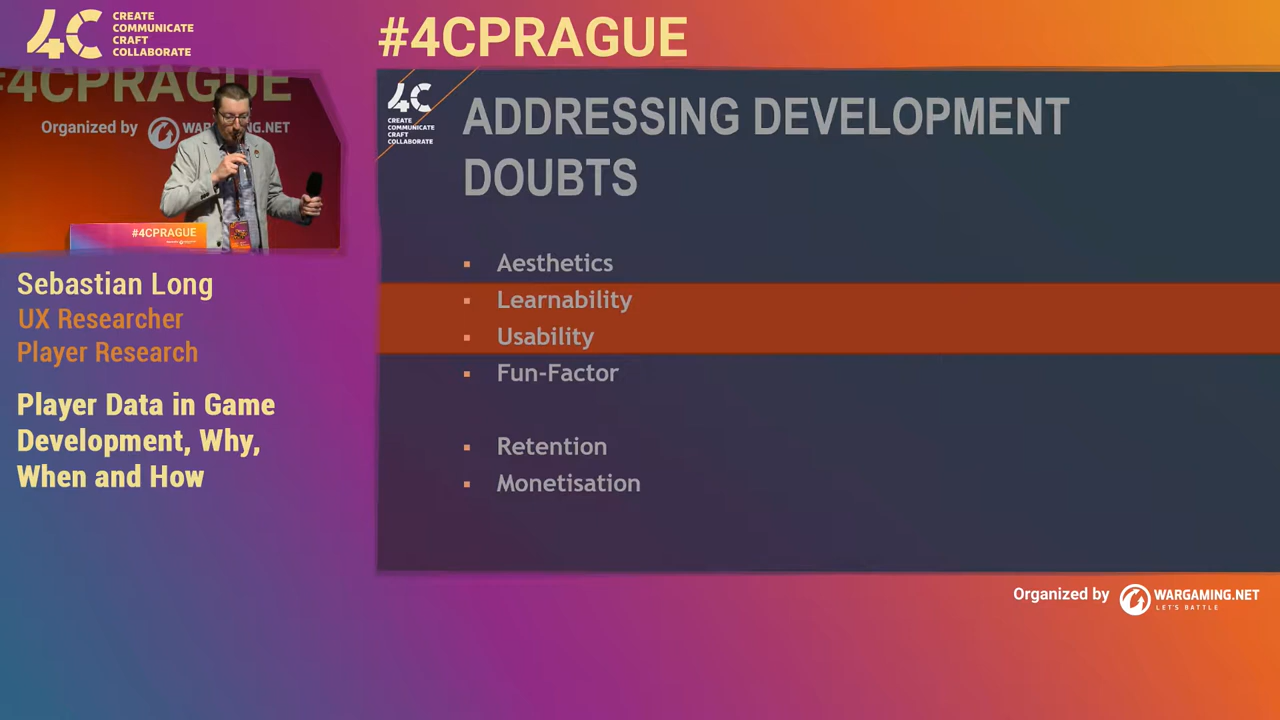 4C CREATE
COMMUNICATE
CRAFT
COLLABORATE
#4CPRAGUE
#4CPRAGUE
Organized by WARGAMING.NET
#4CPRAGUE
Sebastian Long
UX Researcher
Player Research
Player Data in Game
Development, Why,
When and How
4C
CREATE
COMMUNICATE
CRAFT
COLLABORATE
ADDRESSING DEVELOPMENT
DOUBTS
▪ Aesthetics
▪ Learnability
▪ Usability
▪ Fun-Factor
▪ Retention
▪ Monetisation
Organized by WARGAMING.NET
LET'S BATTLE